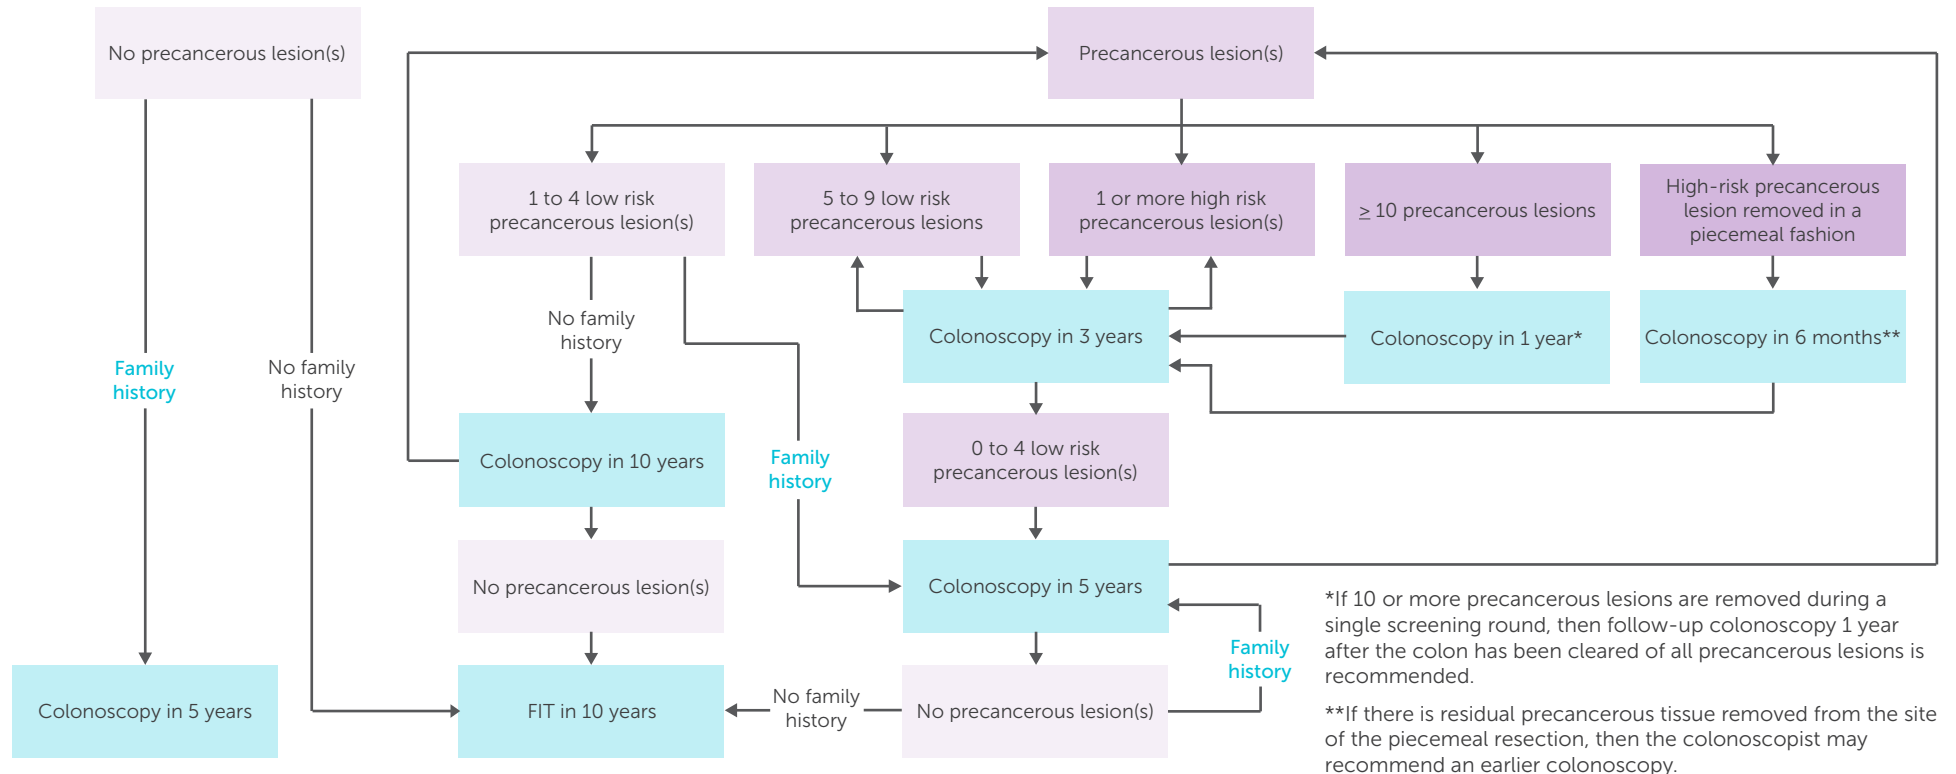 No precancerous lesion(s)
Precancerous lesion(s)
1 to 4 low risk
precancerous lesion(s)
5 to 9 low risk
precancerous lesions
1 or more high risk
precancerous lesion(s)
≥ 10 precancerous lesions
High-risk precancerous
lesion removed in a
piecemeal fashion
No family
history
Colonoscopy in 3 years
Colonoscopy in 1 year*
Colonoscopy in 6 months**
Family
history
No family
history
Colonoscopy in 10 years
Family
history
0 to 4 low risk
precancerous lesion(s)
No precancerous lesion(s)
Colonoscopy in 5 years
Family
history
Colonoscopy in 5 years
FIT in 10 years
No family
history
No precancerous lesion(s)
*If 10 or more precancerous lesions are removed during a
single screening round, then follow-up colonoscopy 1 year
after the colon has been cleared of all precancerous lesions is
recommended.
**If there is residual precancerous tissue removed from the site
of the piecemeal resection, then the colonoscopist may
recommend an earlier colonoscopy.